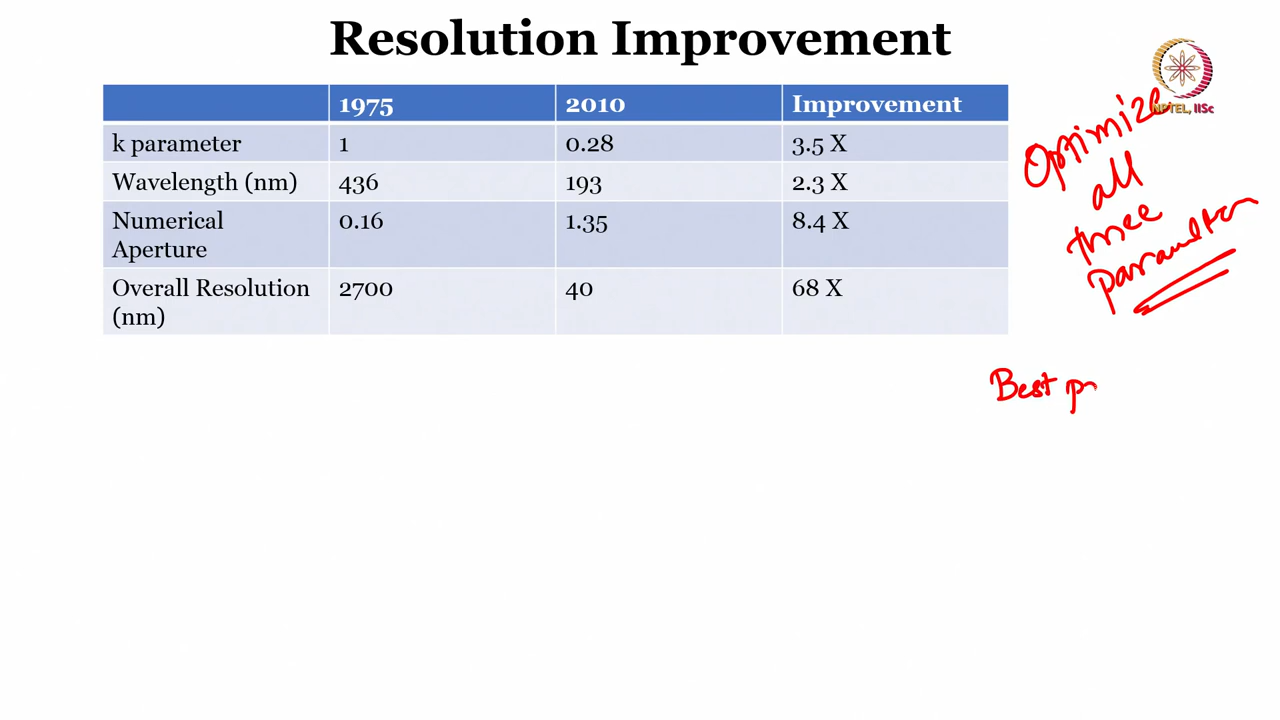 Resolution Improvement
1975 2010 Improvement
k parameter 1 0.28 3.5 X
Wavelength (nm) 436 193 2.3 X
Numerical Aperture 0.16 1.35 8.4 X
Overall Resolution (nm) 2700 40 68 X
NPTEL, IISc
Optimize
all
three
Best